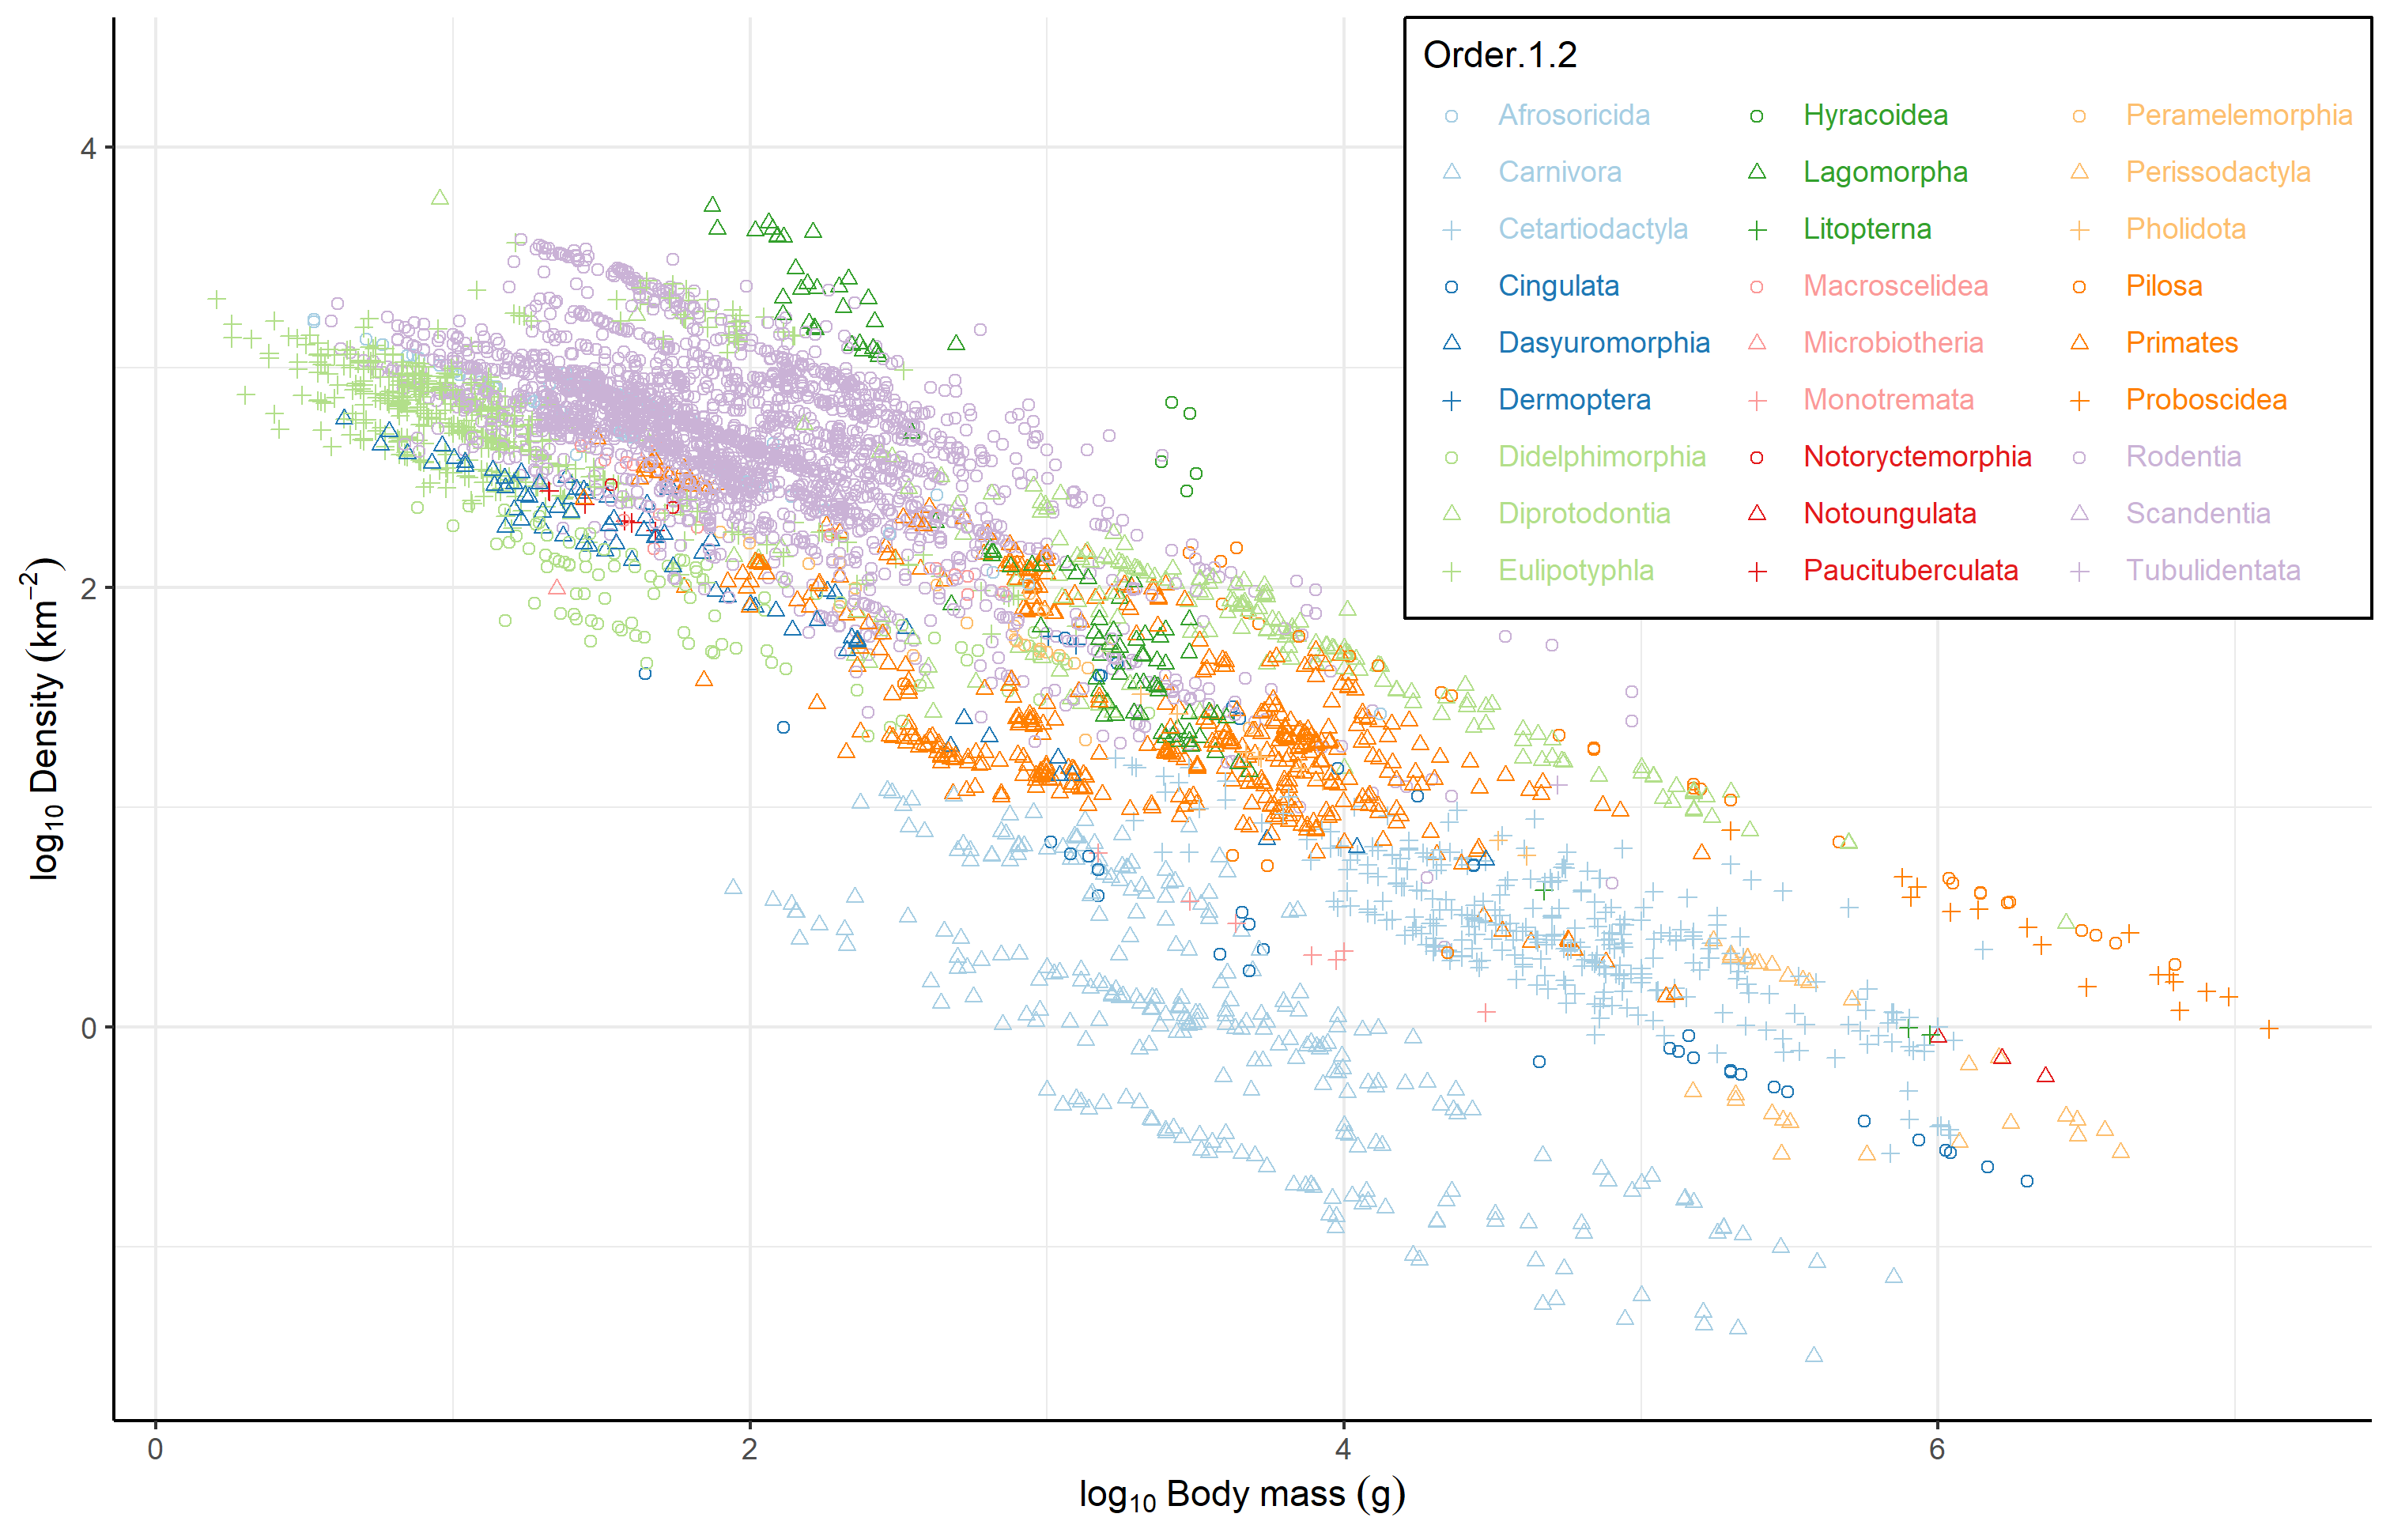 Order.1.2
Afrosoricida Hyracoidea Peramelemorphia
Carnivora Lagomorpha Perissodactyla
Cetartiodactyla Litopterna Pholidota
Cingulata Macroscelidea Pilosa
Dasyuromorphia Microbiotheria Primates
Dermoptera Monotremata Proboscidea
Didelphimorphia Notoryctemorphia Rodentia
Diprotodontia Notoungulata Scandentia
Eulipotyphla Paucituberculata Tubulidentata
log₁₀ Density (km⁻²)
4
2
0
0 2 4 6
log₁₀ Body mass (g)